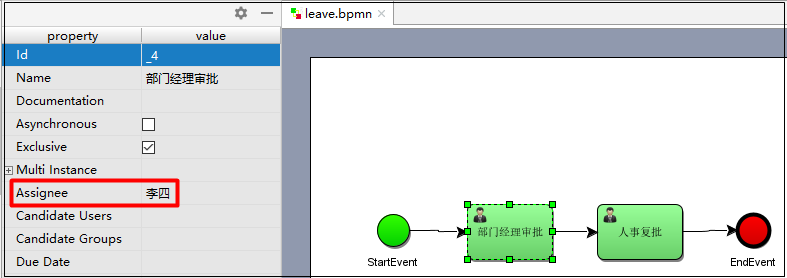 property value
Id _4
Name 部门经理审批
Documentation
Asynchronous
Exclusive
Multi Instance
Assignee 李四
Candidate Users
Candidate Groups
Due Date
leave.bpmn
部门经理审批
人事复批
StartEvent
EndEvent